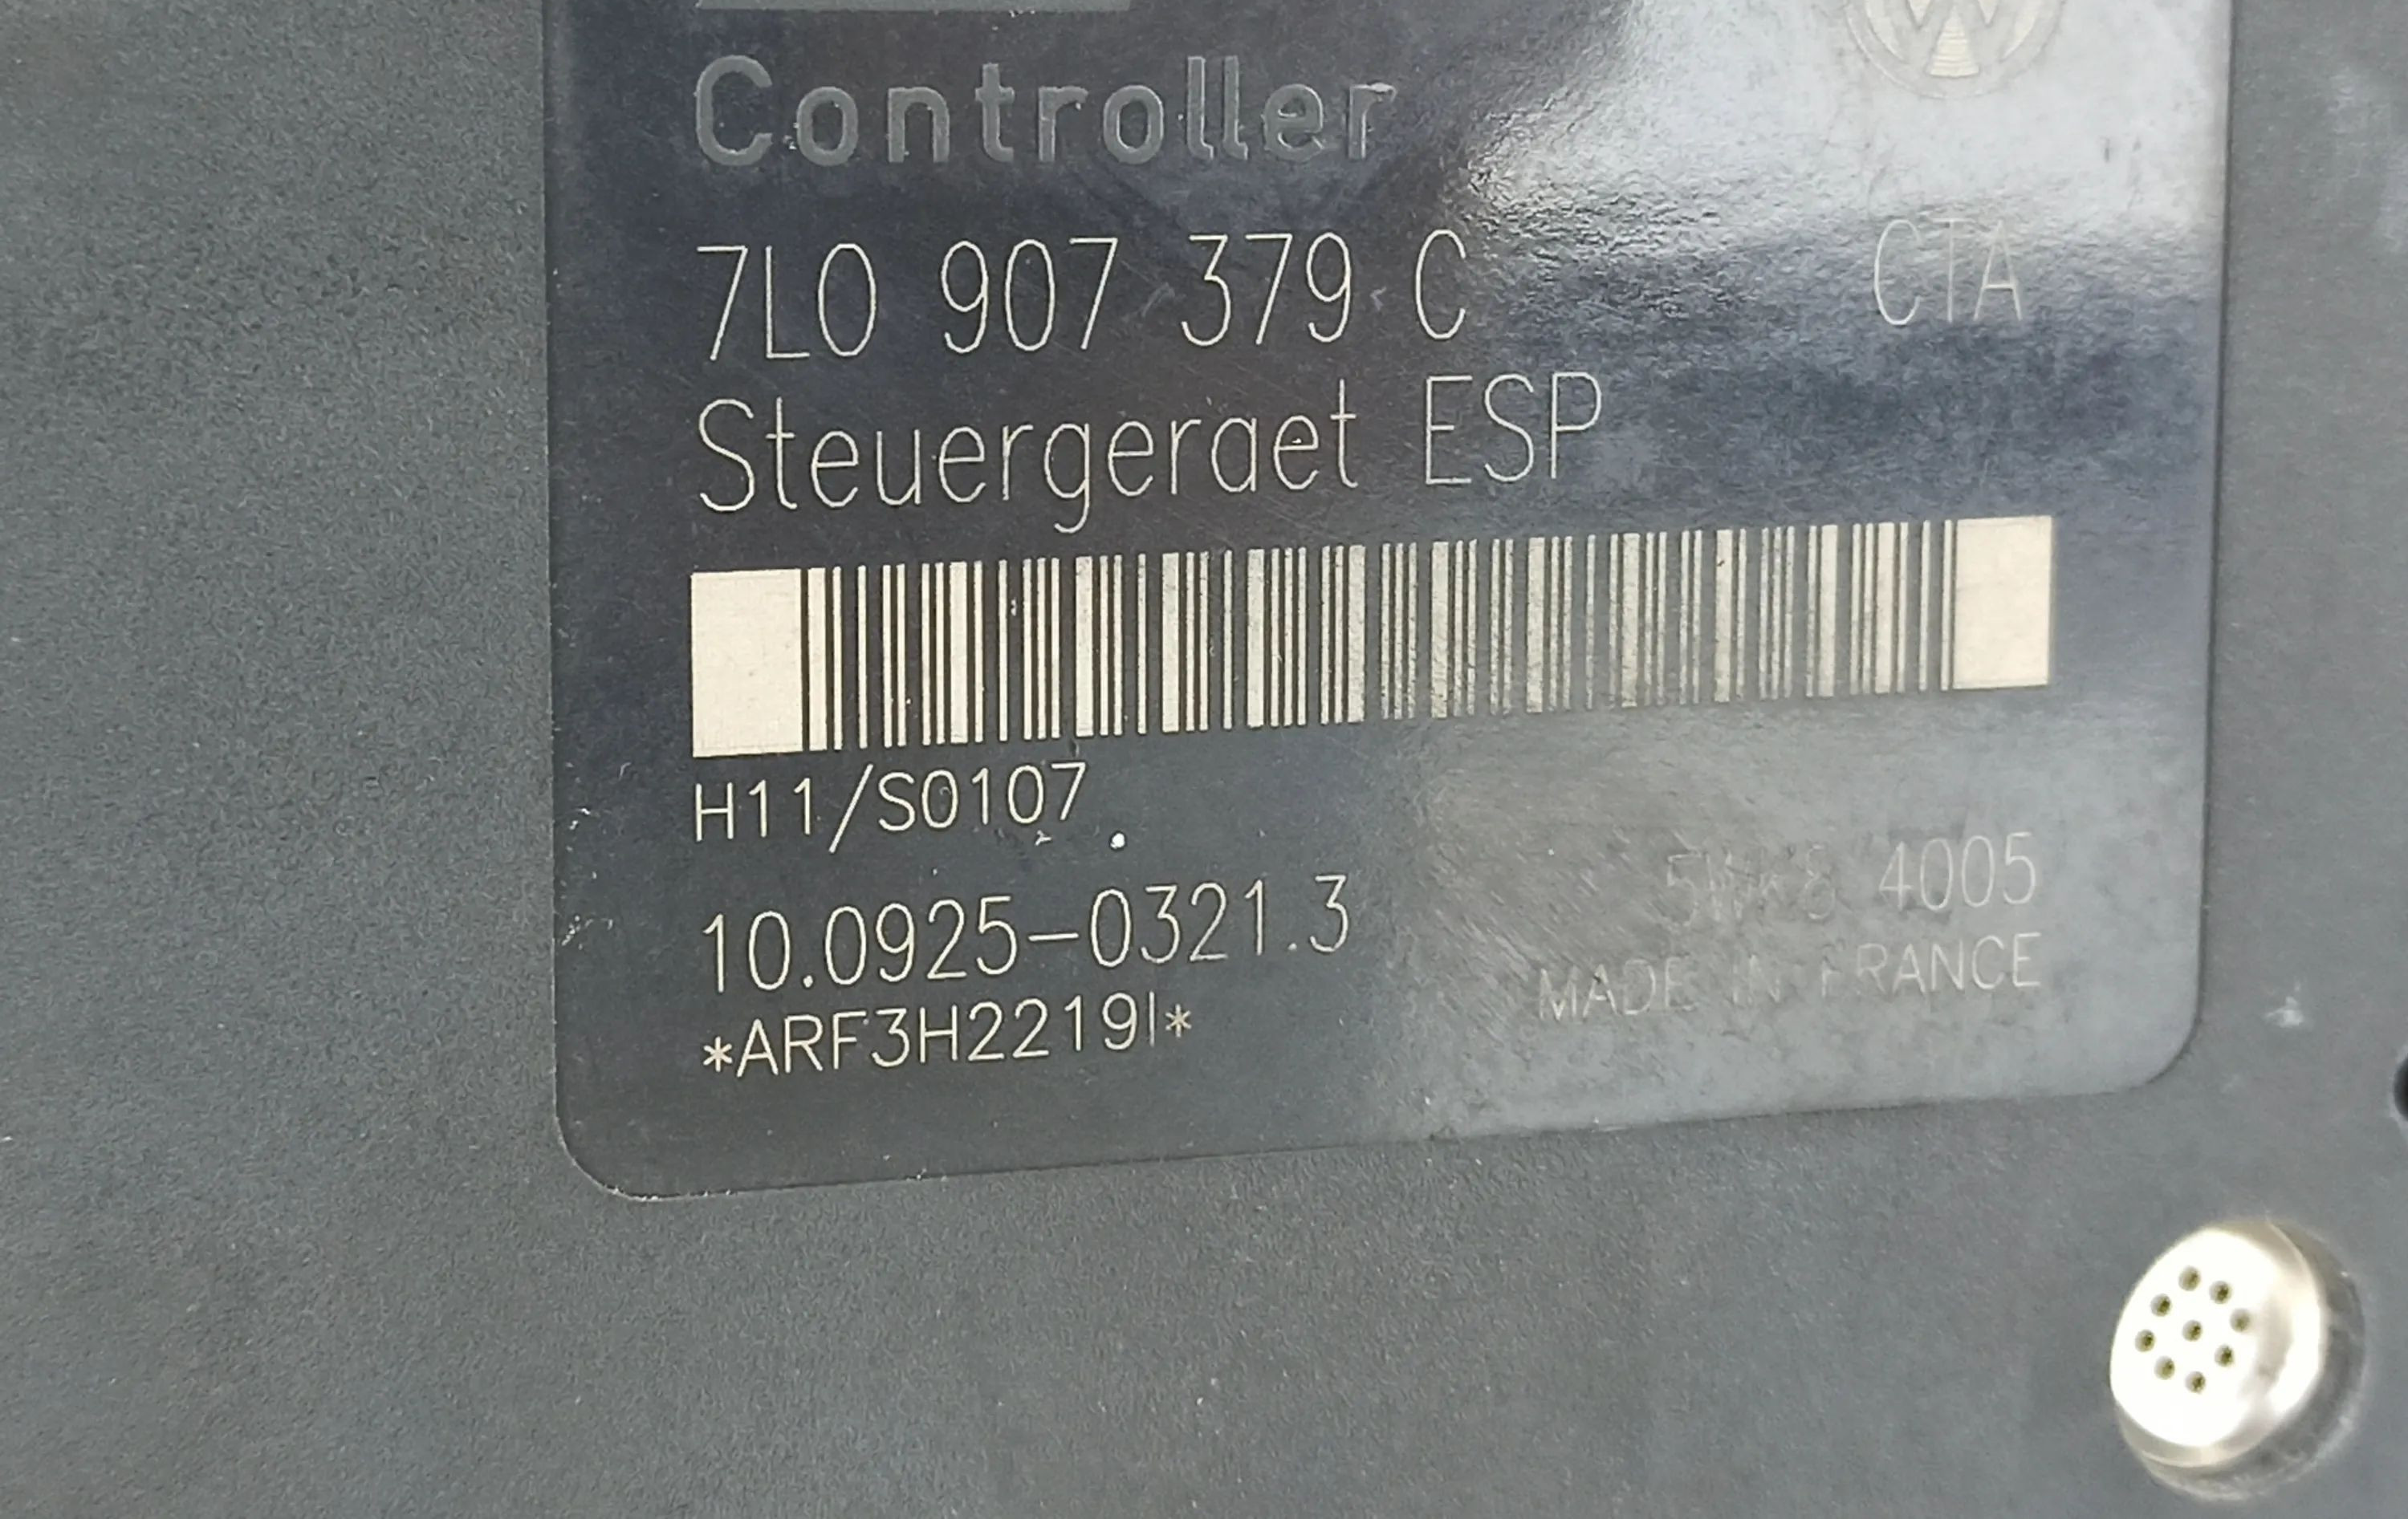 Controller
7L0 907 379 C CTA
Steuergeraet ESP
H11/S0107
10.0925-0321.3 5WK8 4005
*ARF3H2219I* MADE IN FRANCE